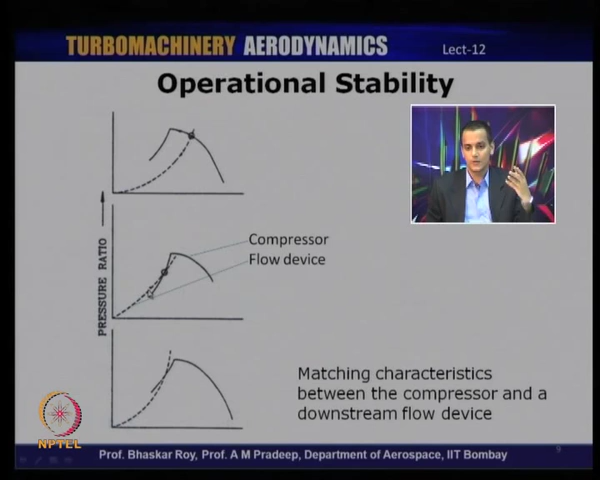 TURBOMACHINERY AERODYNAMICS Lect-12
Operational Stability
Compressor
Flow device
PRESSURE RATIO
Matching characteristics
between the compressor and a
downstream flow device
NPTEL
Prof. Bhaskar Roy, Prof. A M Pradeep, Department of Aerospace, IIT Bombay
9